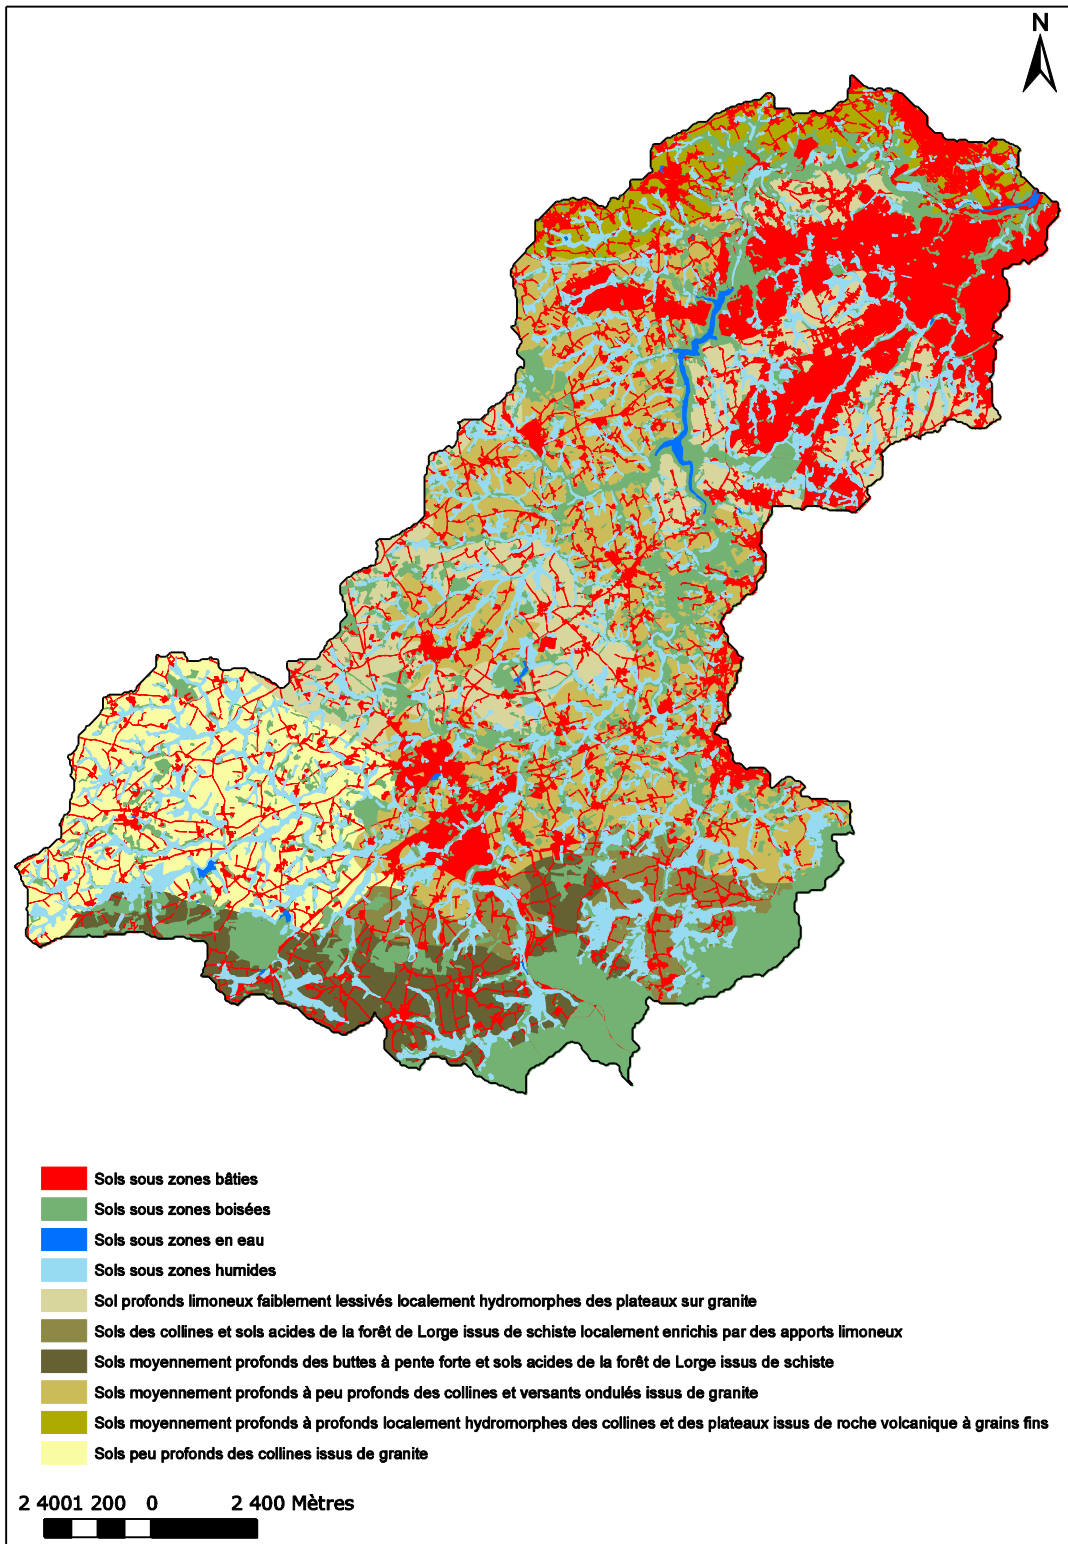 N
Sols sous zones bâties
Sols sous zones boisées
Sols sous zones en eau
Sols sous zones humides
Sol profonds limoneux faiblement lessivés localement hydromorphes des plateaux sur granite
Sols des collines et sols acides de la forêt de Lorge issus de schiste localement enrichis par des apports limoneux
Sols moyennement profonds des buttes à pente forte et sols acides de la forêt de Lorge issus de schiste
Sols moyennement profonds à peu profonds des collines et versants ondulés issus de granite
Sols moyennement profonds à profonds localement hydromorphes des collines et des plateaux issus de roche volcanique à grains fins
Sols peu profonds des collines issus de granite
2 4001 200 0 2 400 Mètres